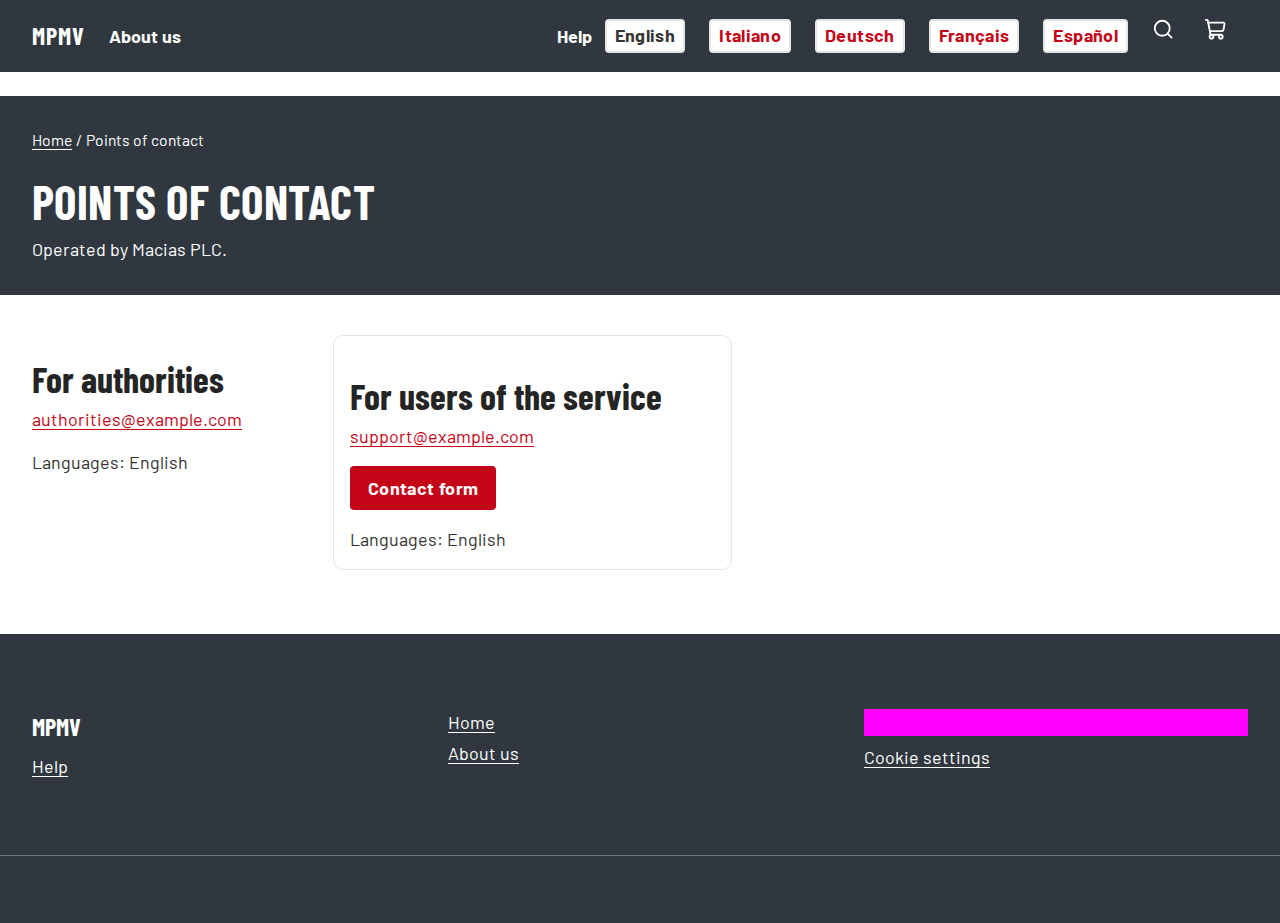 MPMV About us Help English Italiano Deutsch Français Español
Home / Points of contact
POINTS OF CONTACT
Operated by Macias PLC.
For authorities
authorities@example.com
Languages: English
For users of the service
support@example.com
Contact form
Languages: English
MPMV
Help
Home
About us
Cookie settings